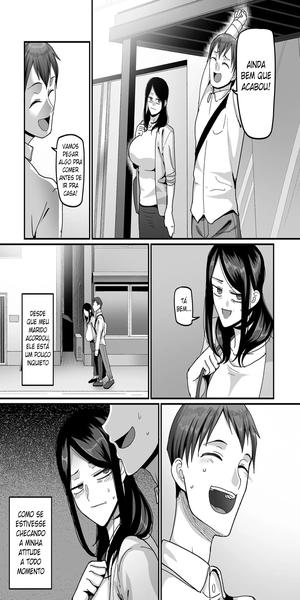 AINDA
BEM QUE
ACABOU!
VAMOS
PEGAR
ALGO PRA
COMER
ANTES DE
IR PRA
CASA!
TÁ
BEM...
DESDE
QUE MEU
MARIDO
ACORDOU,
ELE ESTÁ
UM POUCO
INQUIETO
COMO SE
ESTIVESSE
CHECANDO
A MINHA
ATITUDE
A TODO
MOMENTO